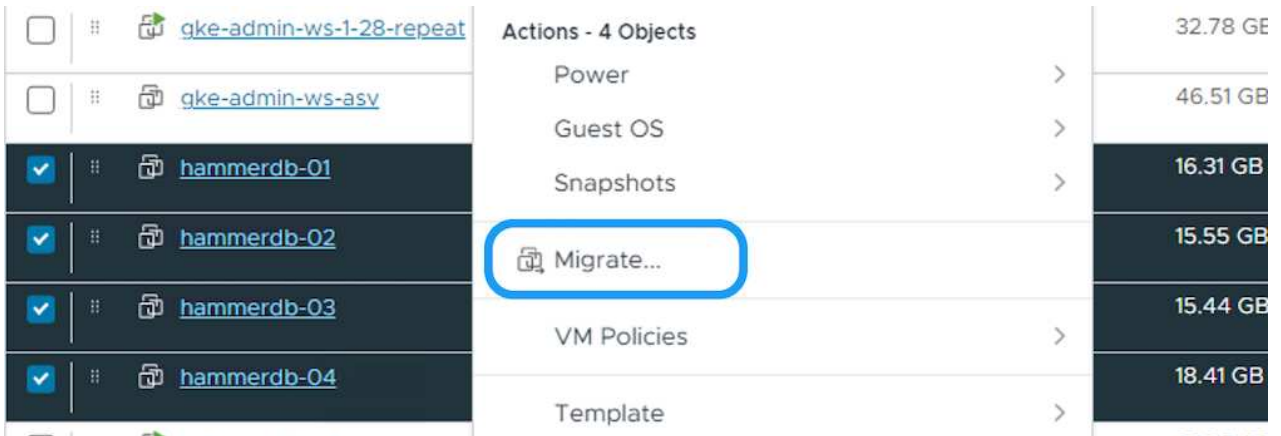 gke-admin-ws-1-28-repeat
Actions - 4 Objects
32.78 GB
Power
gke-admin-ws-asv
46.51 GB
Guest OS
hammerdb-01
16.31 GB
Snapshots
hammerdb-02
15.55 GB
Migrate...
hammerdb-03
15.44 GB
VM Policies
hammerdb-04
18.41 GB
Template